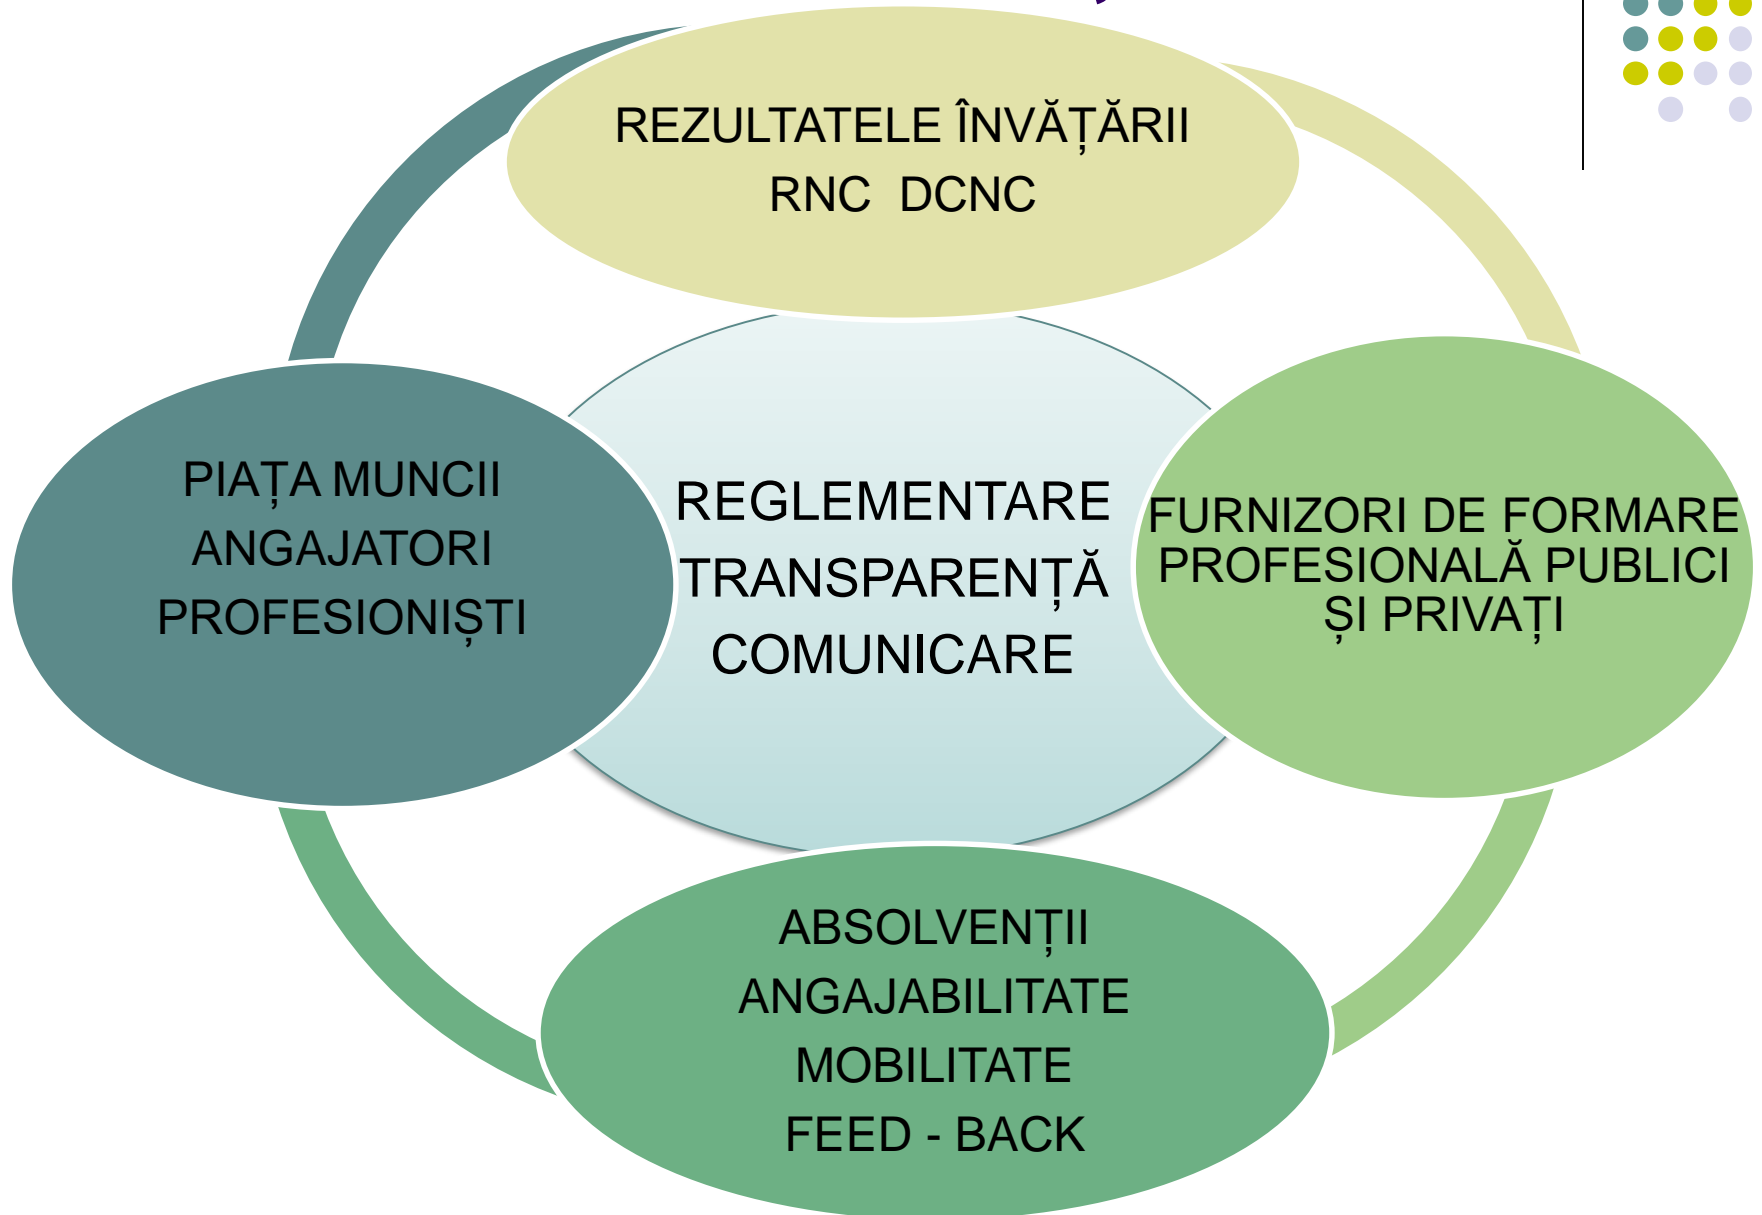 REZULTATELE ÎNVĂȚĂRII
RNC DCNC
PIAȚA MUNCII
ANGAJATORI
PROFESIONIȘTI
REGLEMENTARE
TRANSPARENȚĂ
COMUNICARE
FURNIZORI DE FORMARE
PROFESIONALĂ PUBLICI
ȘI PRIVAȚI
ABSOLVENȚII
ANGAJABILITATE
MOBILITATE
FEED - BACK